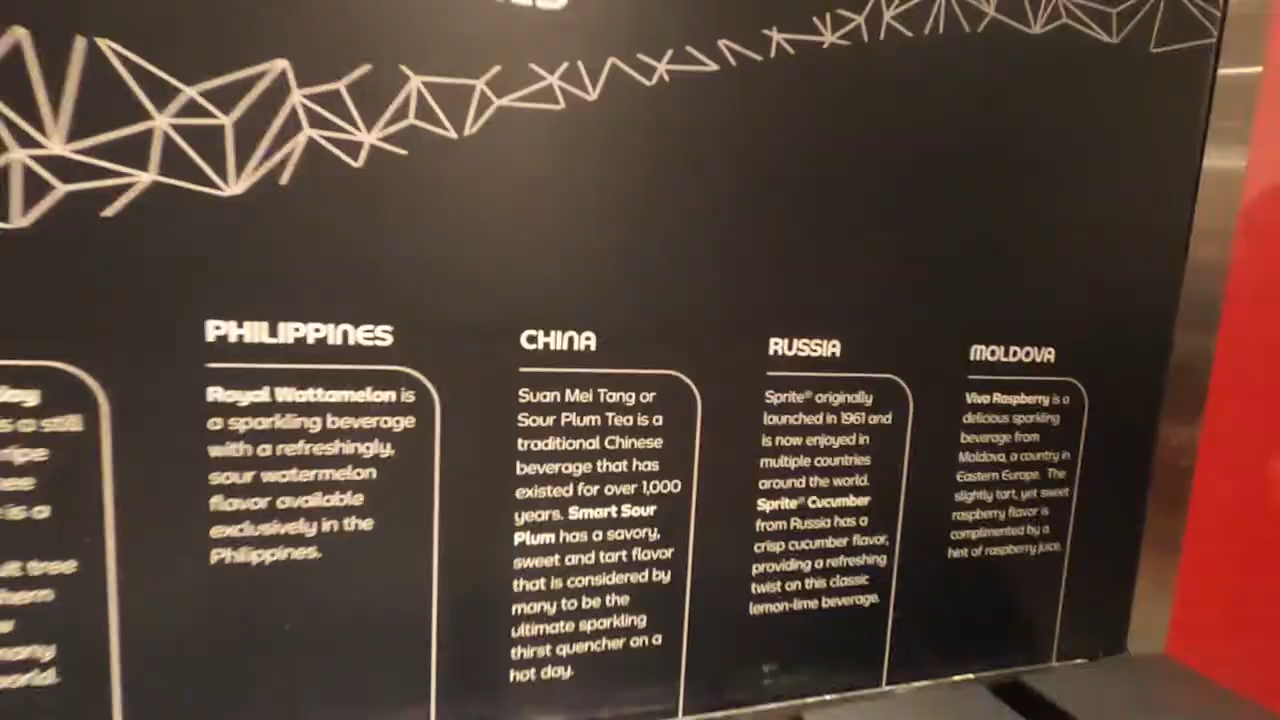 PHILIPPINES
Royal Wattamelon is
a sparkling beverage
with a refreshingly,
sour watermelon
flavor available
exclusively in the
Philippines.
CHINA
Suan Mei Tang or
Sour Plum Tea is a
traditional Chinese
beverage that has
existed for over 1,000
years. Smart Sour
Plum has a savory,
sweet and tart flavor
that is considered by
many to be the
ultimate sparkling
thirst quencher on a
hot day.
RUSSIA
Sprite® originally
launched in 1961 and
is now enjoyed in
multiple countries
around the world.
Sprite® Cucumber
from Russia has a
crisp cucumber flavor,
providing a refreshing
twist on this classic
lemon-lime beverage.
MOLDOVA
Viva Raspberry is a
delicious sparkling
beverage from
Moldova, a country in
Eastern Europe. The
slightly tart, yet sweet
raspberry flavor is
complimented by a
hint of raspberry juice.